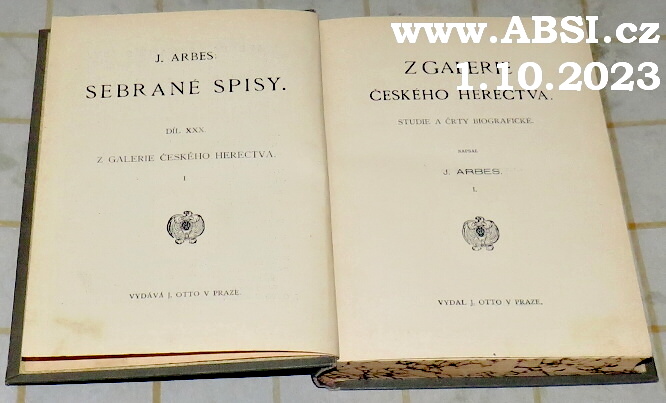 J. ARBES:
SEBRANÉ SPISY.
DÍL XXX.
Z GALERIE ČESKÉHO HERECTVA.
I
VYDÁVÁ J. OTTO V PRAZE.
www.ABSI.cz
1.10.2023
Z GALERIE
ČESKÉHO HERECTVA.
STUDIE A ČRTY BIOGRAFICKÉ.
NAPSAL
J. ARBES.
I.
VYDAL J. OTTO V PRAZE.